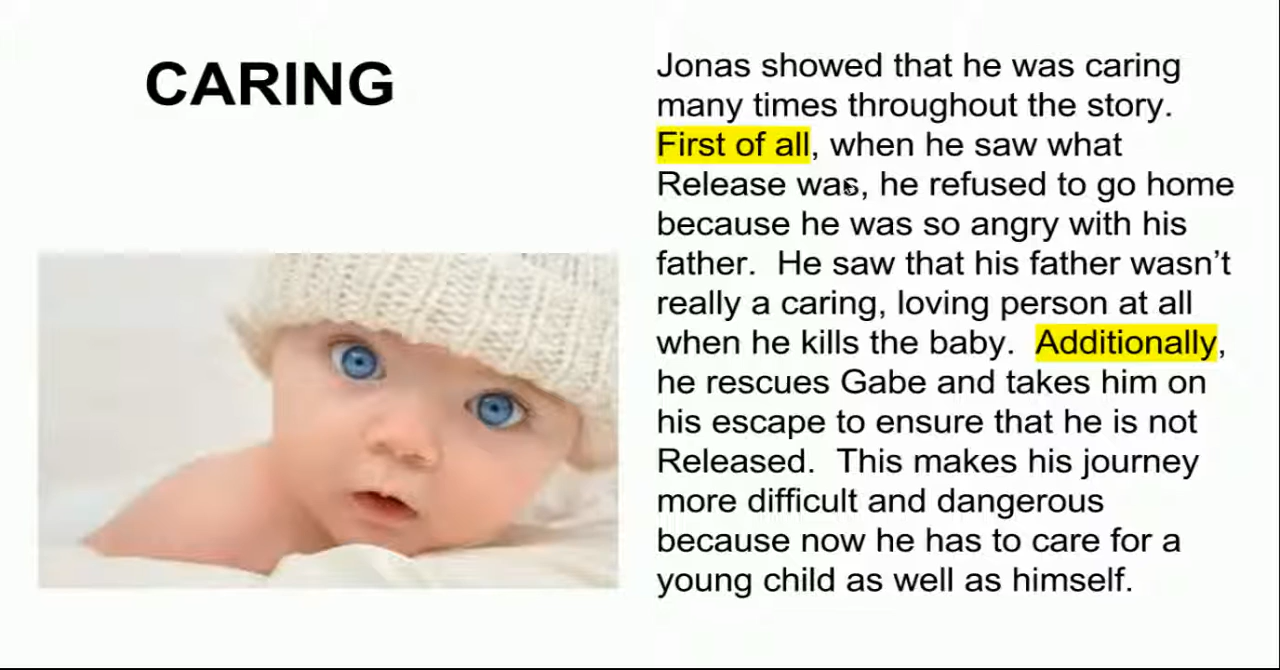 CARING
Jonas showed that he was caring
many times throughout the story.
First of all, when he saw what
Release was, he refused to go home
because he was so angry with his
father.  He saw that his father wasn't
really a caring, loving person at all
when he kills the baby.  Additionally,
he rescues Gabe and takes him on
his escape to ensure that he is not
Released.  This makes his journey
more difficult and dangerous
because now he has to care for a
young child as well as himself.